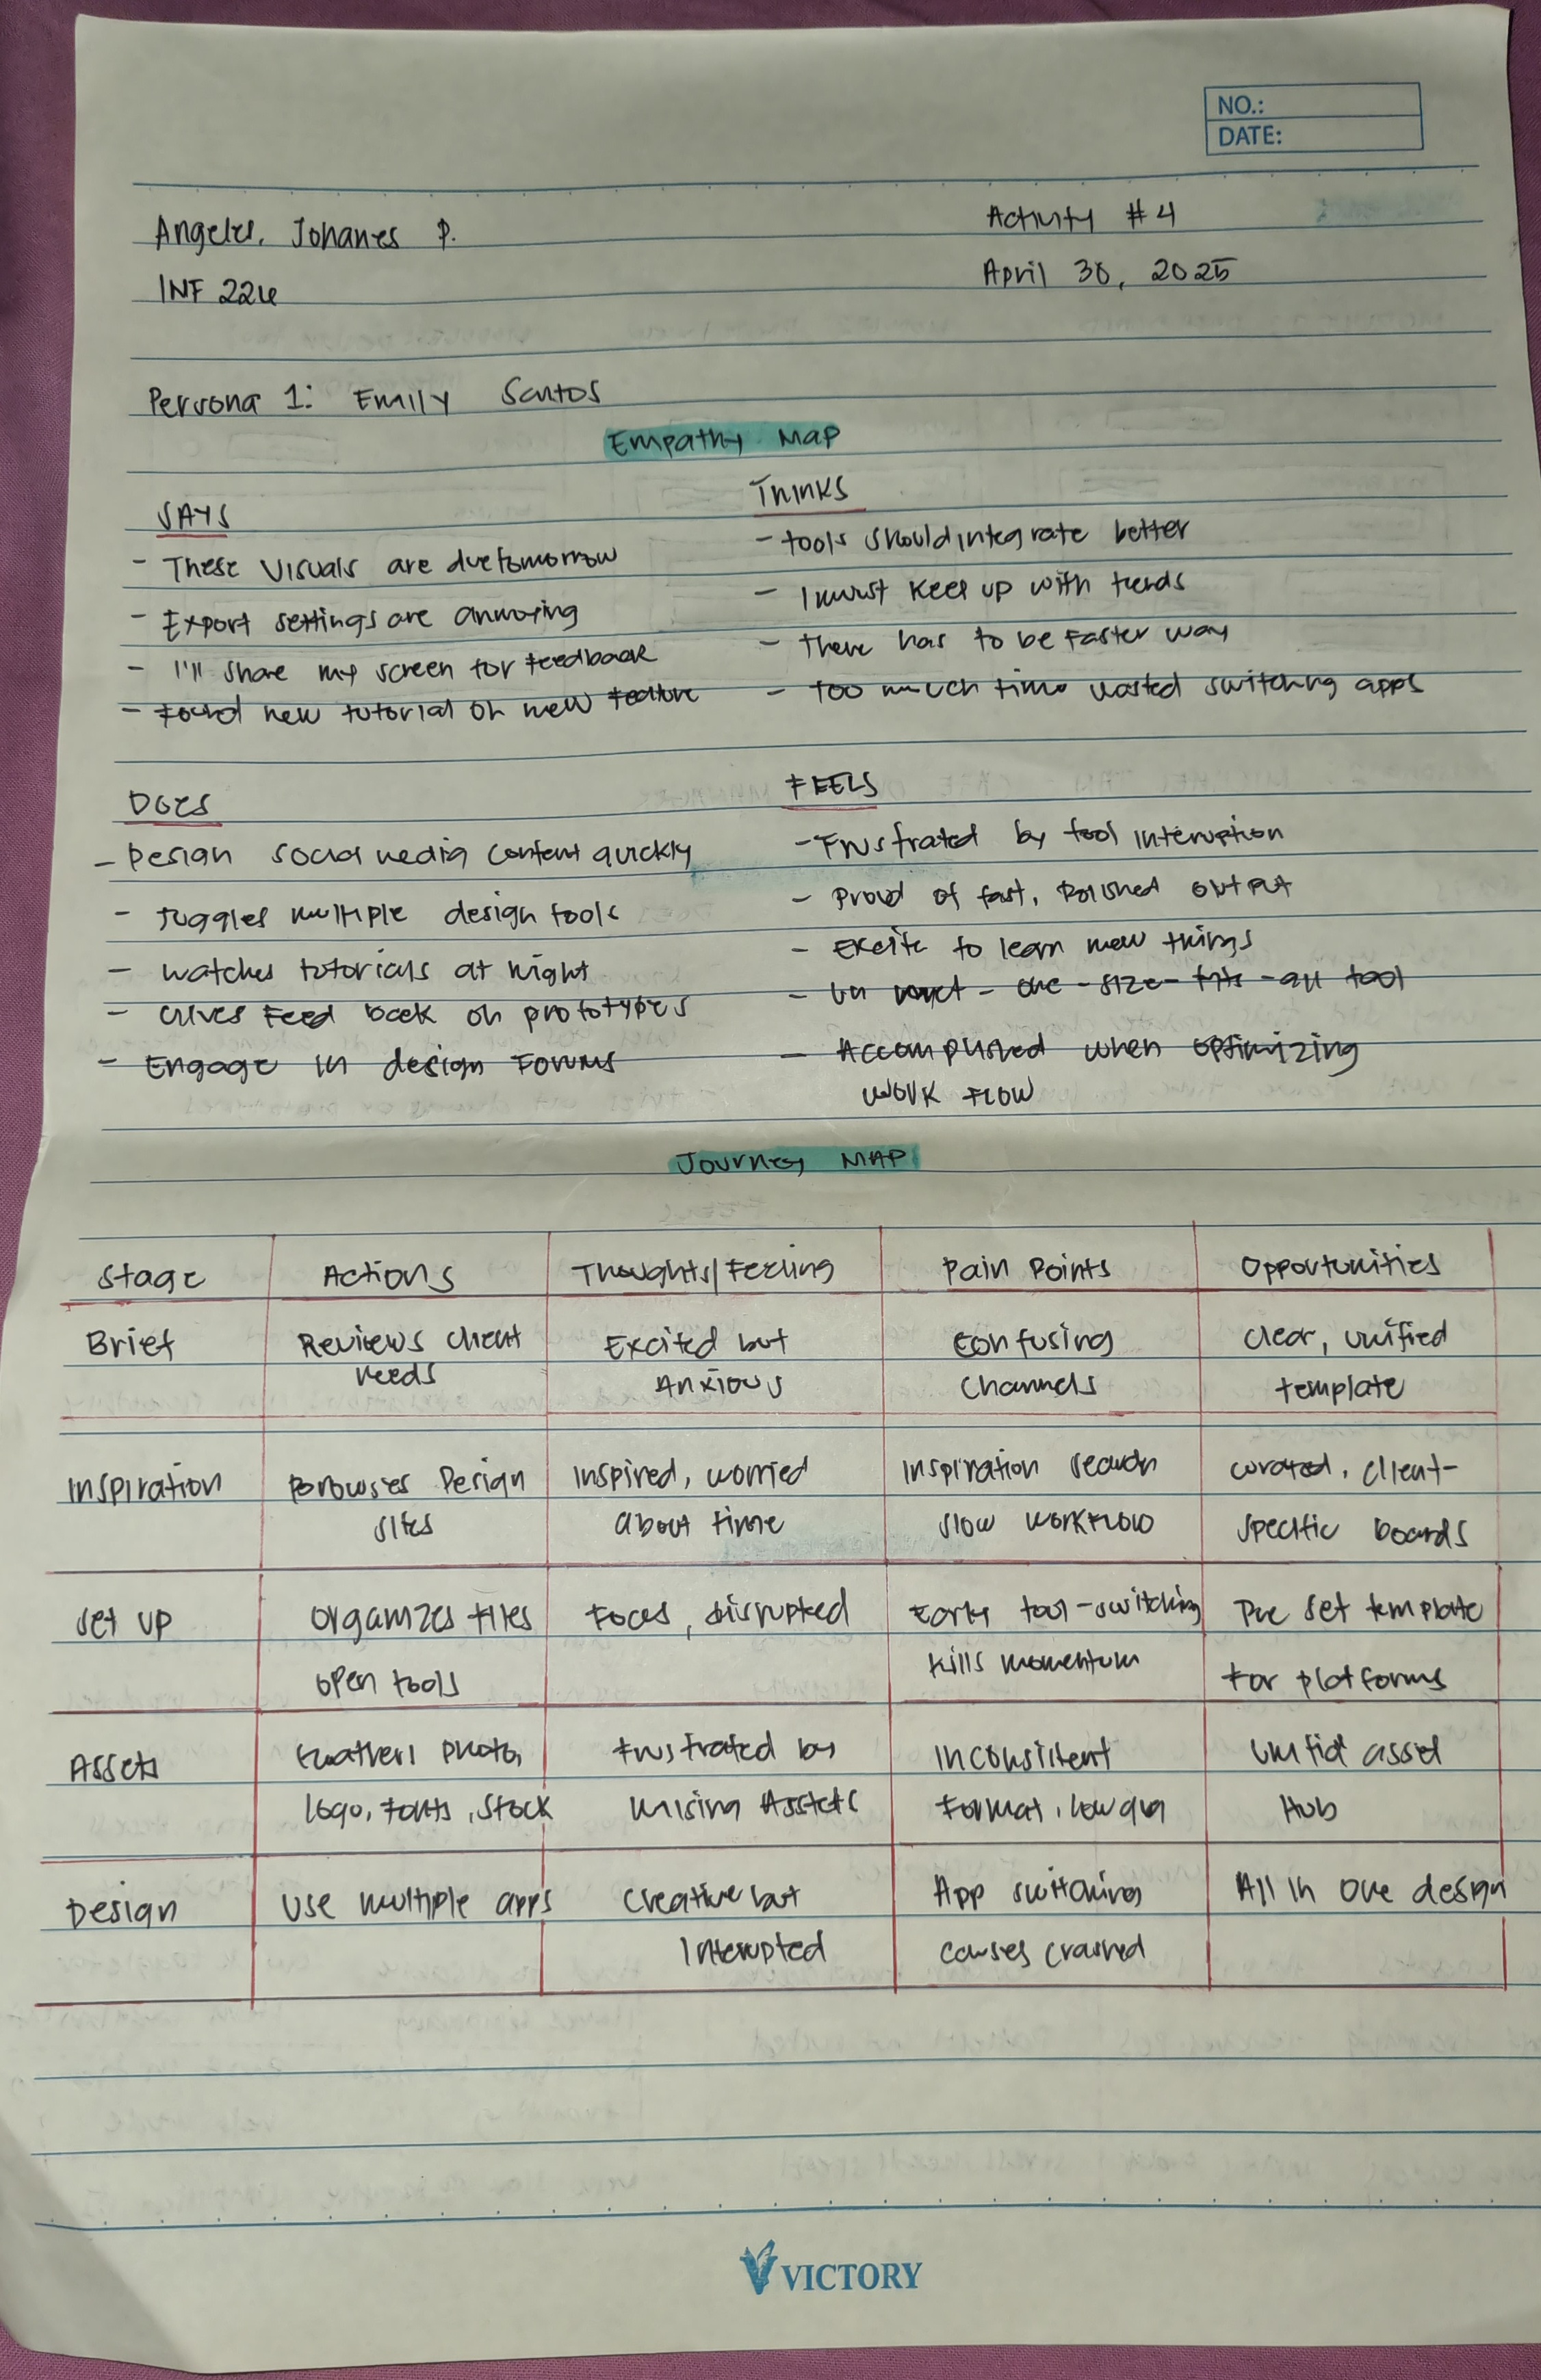 NO.:
DATE:
Angeles, Johanes P.
Activity #4
INF 224
April 30, 2025
Persona 1: Emily Santos
Empathy Map
SAYS
- These visuals are due tomorrow
- Export settings are annoying
- I'll share my screen for feedback
- Found new tutorial on new feature
THINKS
- tools should integrate better
- I must keep up with trends
- There has to be faster way
- Too much time wasted switching apps
DOES
- Design social media content quickly
- Juggles multiple design tools
- watches tutorials at night
- Gives Feed back on prototypes
- Engage in design Forums
FEELS
- Frustrated by tool interuption
- Proud of fast, polished output
- Excite to learn new things
- one-size-fits-all tool
- Accomplished when optimizing
work flow
Journey MAP
Stage Actions Thoughts/Feeling Pain Points Opportunities
Brief Reviews client Excited but Confusing clear, unified
needs Anxious Channels template
Inspiration Browses Design Inspired, worried Inspiration search curated, client-
sites about time slow workflow specific boards
set up organizes files Focus, disrupted Early tool-switching Pre set template
open tools kills momentum For platforms
Assets photo, Frustrated by Inconsistent asset
logo, Fonts, Stock Format, low Hub
Design Use multiple apps Creative but App switching All in one design
Interupted causes crashed
VICTORY